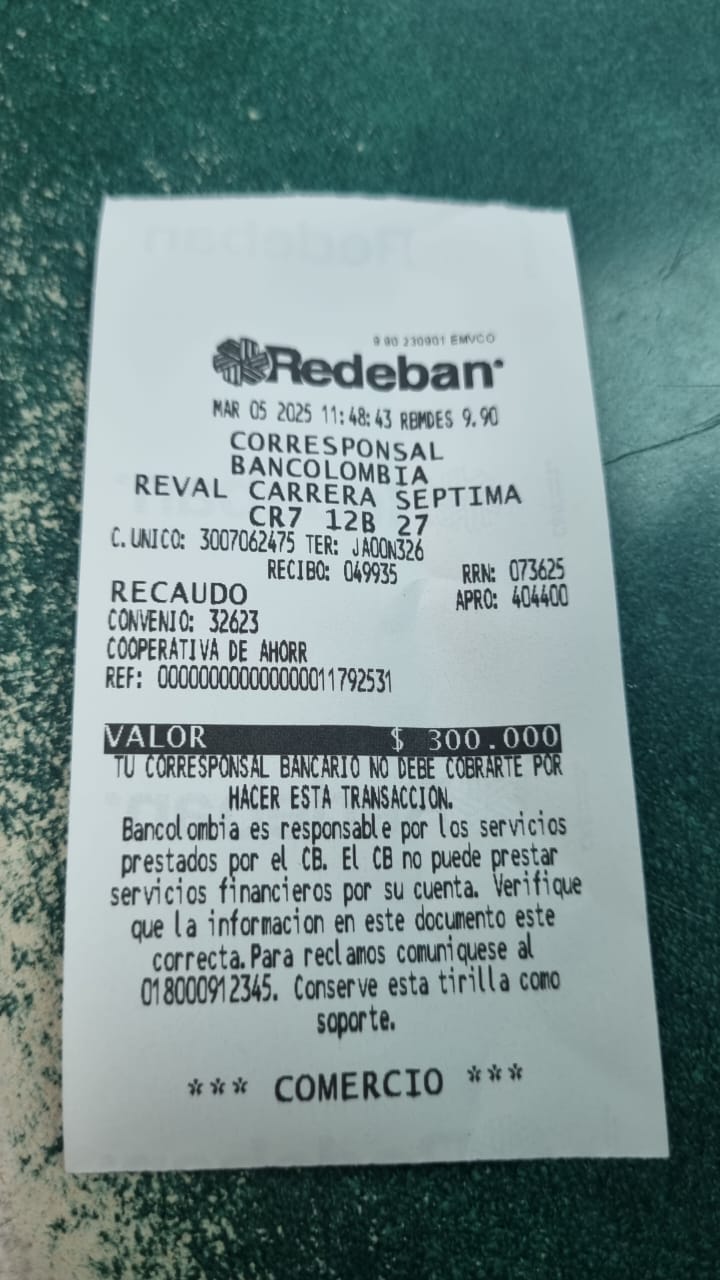 9 90 230901 EMVCO
Redeban
MAR 05 2025 11:48:43 RBMDES 9.90
CORRESPONSAL
BANCOLOMBIA
REVAL CARRERA SEPTIMA
CR7 12B 27
C. UNICO: 3007062475 TER: JAOON326
RECIBO: 049935 RRN: 073625
RECAUDO APRO: 404400
CONVENIO: 32623
COOPERATIVA DE AHORR
REF: 000000000000000011792531
VALOR $ 300.000
TU CORRESPONSAL BANCARIO NO DEBE COBRARTE POR
HACER ESTA TRANSACCION.
Bancolombia es responsable por los servicios
prestados por el CB. El CB no puede prestar
servicios financieros por su cuenta. Verifique
que la informacion en este documento este
correcta. Para reclamos comuniquese al
018000912345. Conserve esta tirilla como
soporte.
*** COMERCIO ***